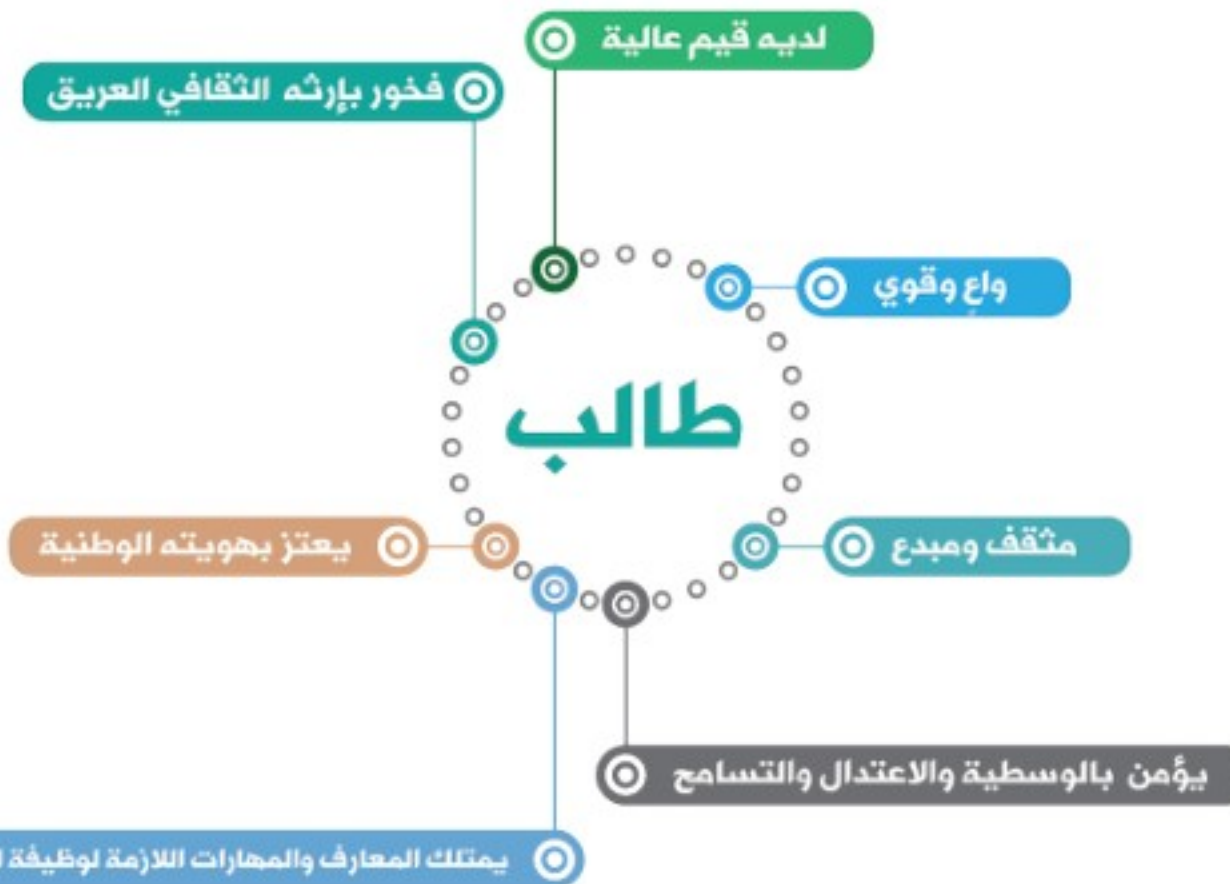 لديه قيم عالية
فخور بإرثه الثقافي العريق
واعٍ وقوي
طالب
مثقف ومبدع
يعتز بهويته الوطنية
يؤمن بالوسطية والاعتدال والتسامح
يمتلك المعارف والمهارات اللازمة لوظيفة